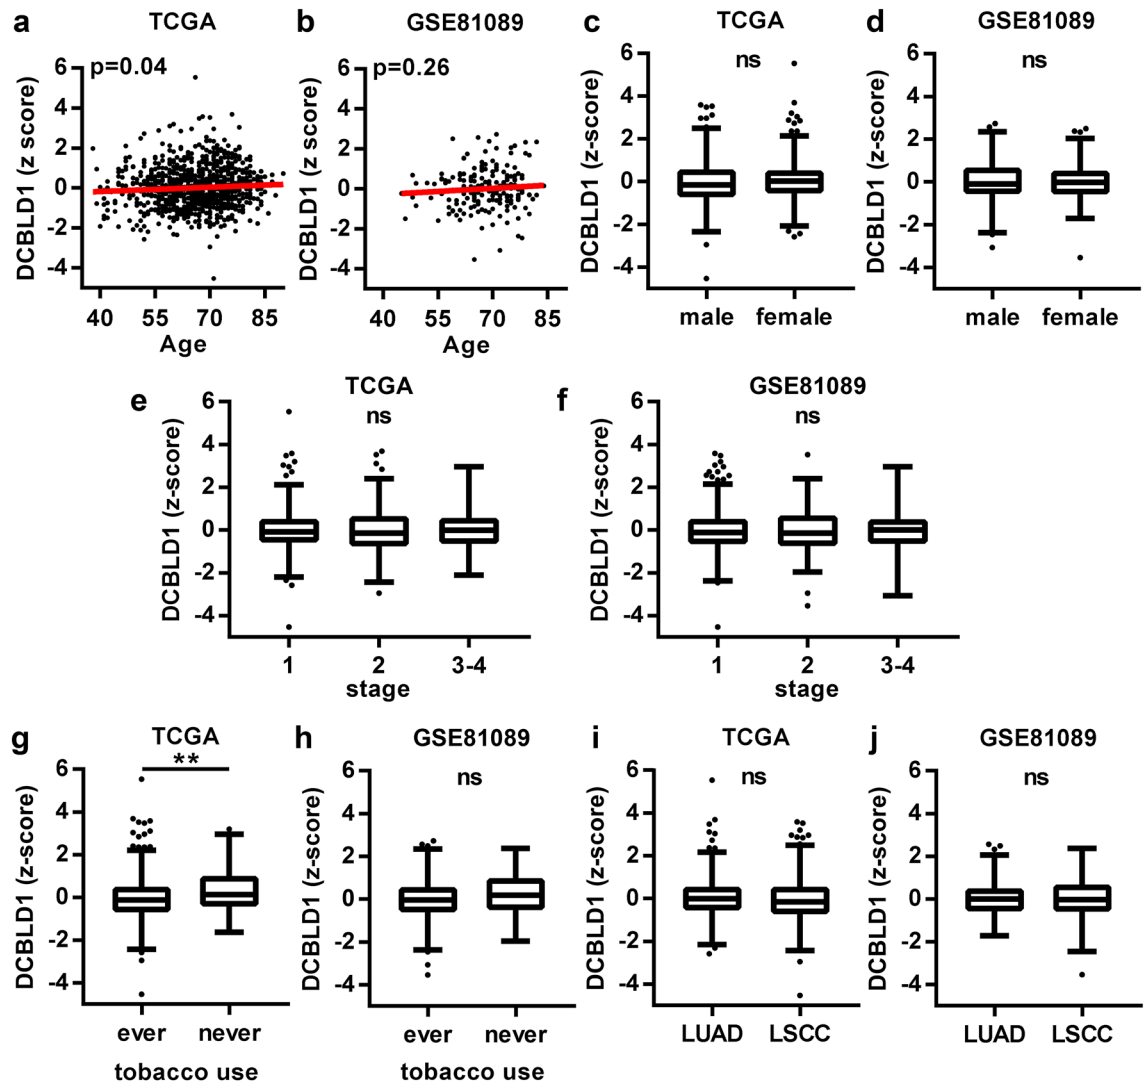 a
TCGA
p=0.04
DCBLD1 (z score)
6
4
2
0
-2
-4
40 55 70 85
Age
b
GSE81089
p=0.26
DCBLD1 (z score)
6
4
2
0
-2
-4
40 55 70 85
Age
c
TCGA
ns
DCBLD1 (z-score)
6
4
2
0
-2
-4
male female
d
GSE81089
ns
DCBLD1 (z-score)
6
4
2
0
-2
-4
male female
e
TCGA
ns
DCBLD1 (z-score)
6
4
2
0
-2
-4
1 2 3-4
stage
f
GSE81089
ns
DCBLD1 (z-score)
6
4
2
0
-2
-4
1 2 3-4
stage
g
TCGA
**
DCBLD1 (z-score)
6
4
2
0
-2
-4
ever never
tobacco use
h
GSE81089
ns
DCBLD1 (z-score)
6
4
2
0
-2
-4
ever never
tobacco use
i
TCGA
ns
DCBLD1 (z-score)
6
4
2
0
-2
-4
LUAD LSCC
j
GSE81089
ns
DCBLD1 (z-score)
6
4
2
0
-2
-4
LUAD LSCC